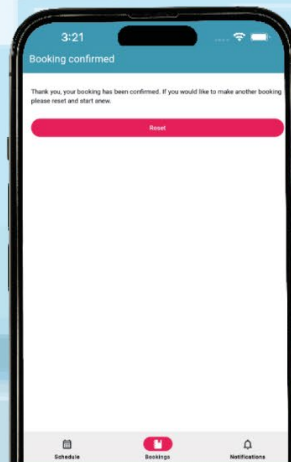 3:21
Booking confirmed
Thank you, your booking has been confirmed. If you would like to make another booking
please reset and start anew.
Reset
Schedule
Bookings
Notifications